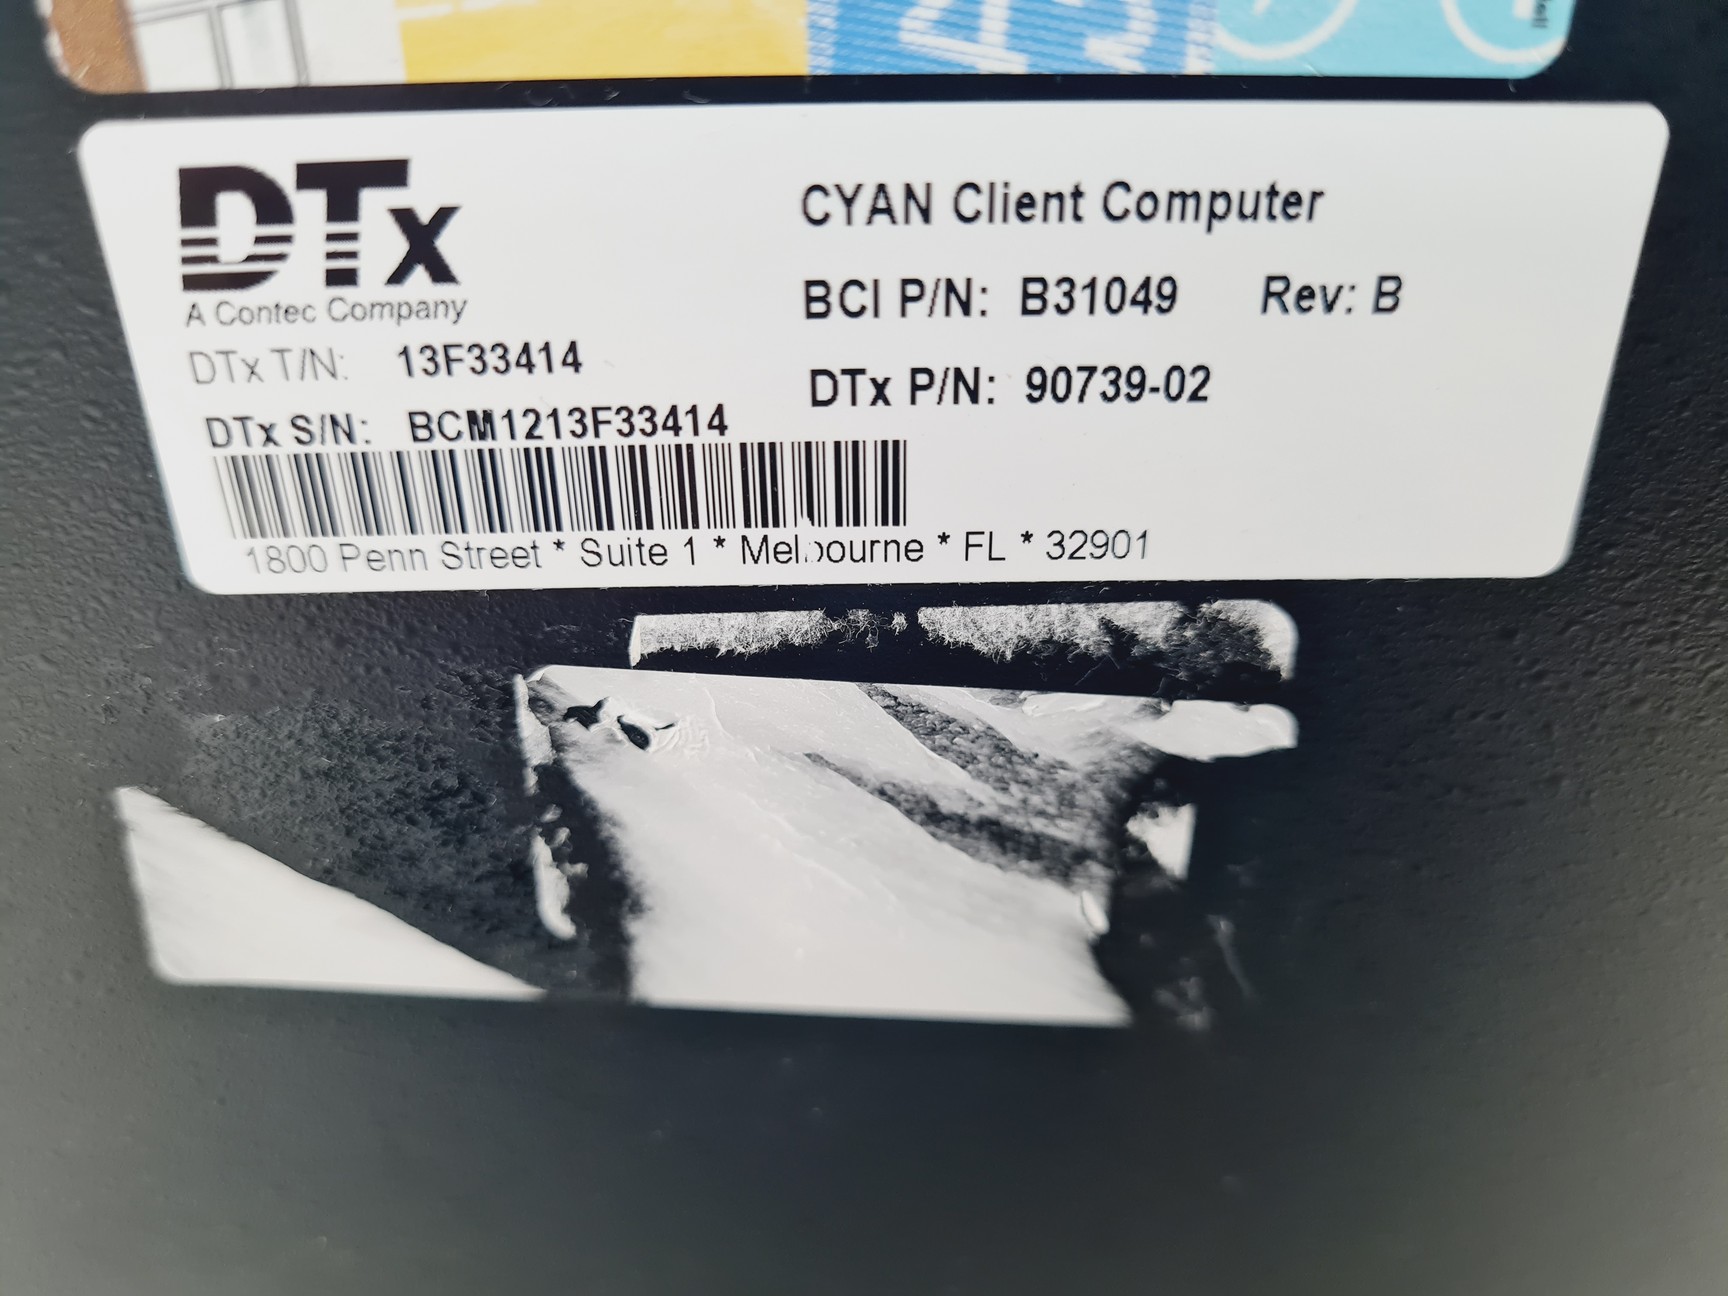 DTx
A Contec Company
CYAN Client Computer
BCI P/N: B31049 Rev: B
DTx T/N: 13F33414
DTx P/N: 90739-02
DTx S/N: BCM1213F33414
1800 Penn Street * Suite 1 * Melbourne * FL * 32901